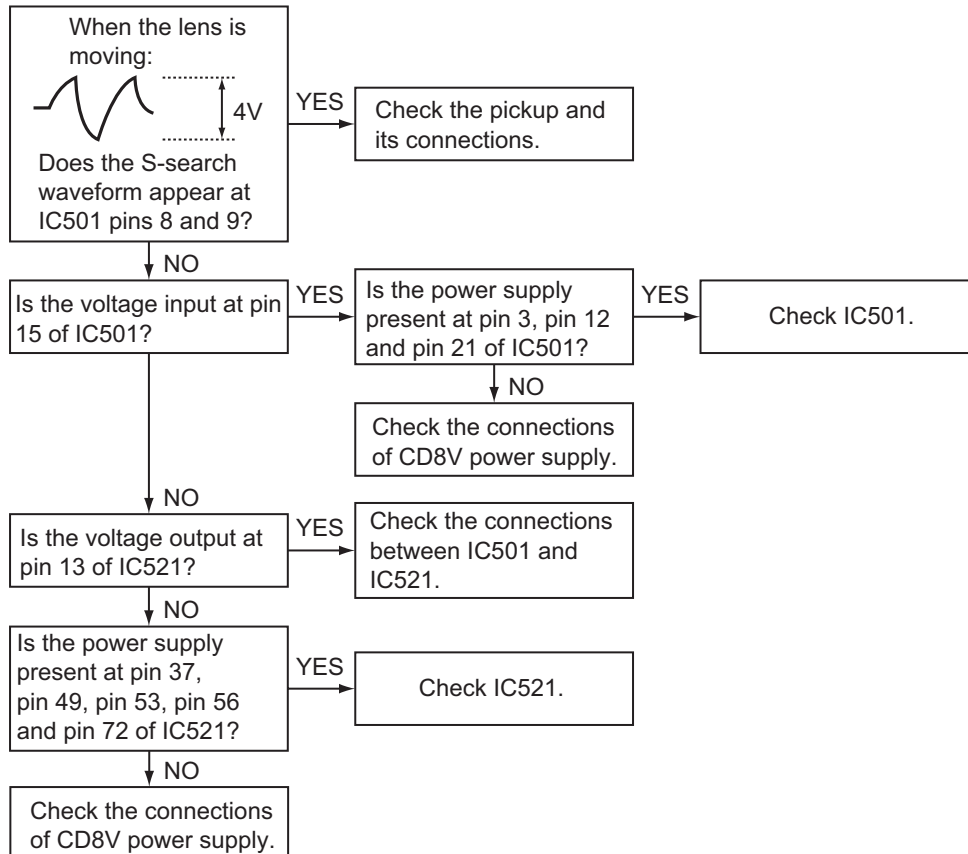 When the lens is
moving:
4V
Does the S-search
waveform appear at
IC501 pins 8 and 9?
YES
Check the pickup and
its connections.
NO
Is the voltage input at pin
15 of IC501?
YES
Is the power supply
present at pin 3, pin 12
and pin 21 of IC501?
YES
Check IC501.
NO
Check the connections
of CD8V power supply.
NO
Is the voltage output at
pin 13 of IC521?
YES
Check the connections
between IC501 and
IC521.
NO
Is the power supply
present at pin 37,
pin 49, pin 53, pin 56
and pin 72 of IC521?
YES
Check IC521.
NO
Check the connections
of CD8V power supply.